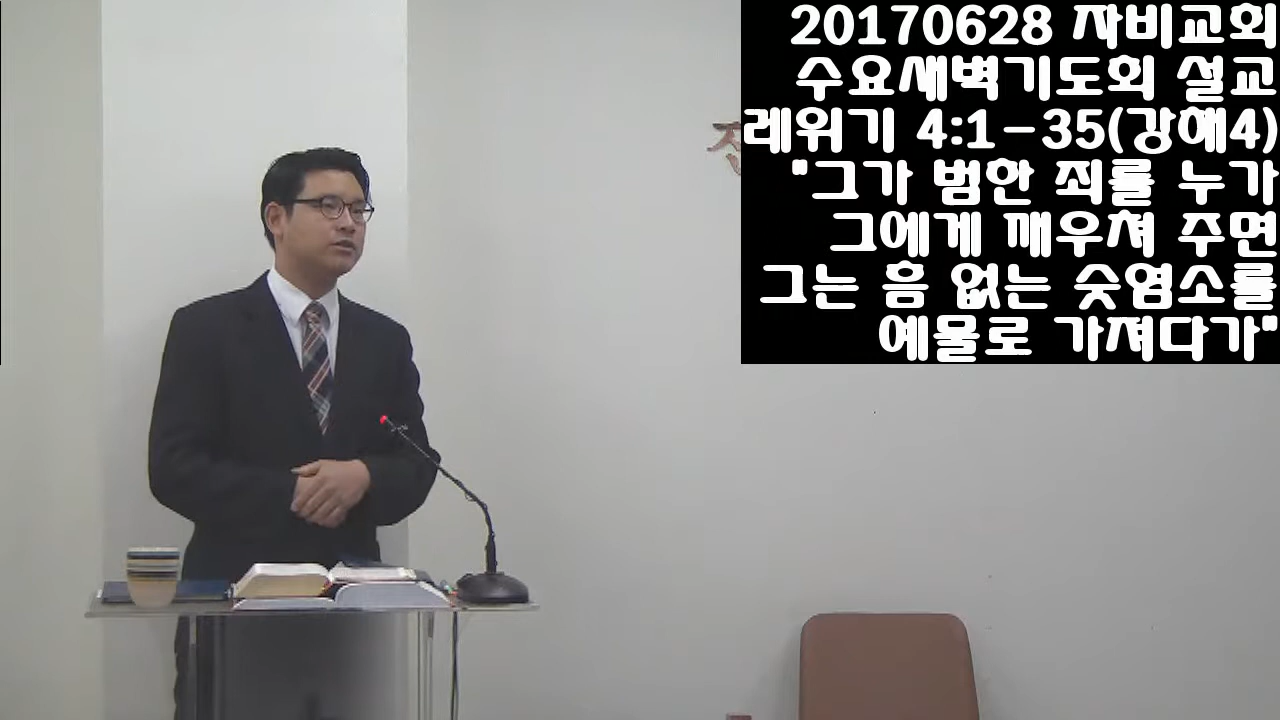 20170628 자비교회
수요새벽기도회 설교
레위기 4:1-35(강해4)
"그가 범한 죄를 누가
그에게 깨우쳐 주면
그는 흠 없는 숫염소를
예물로 가져다가"